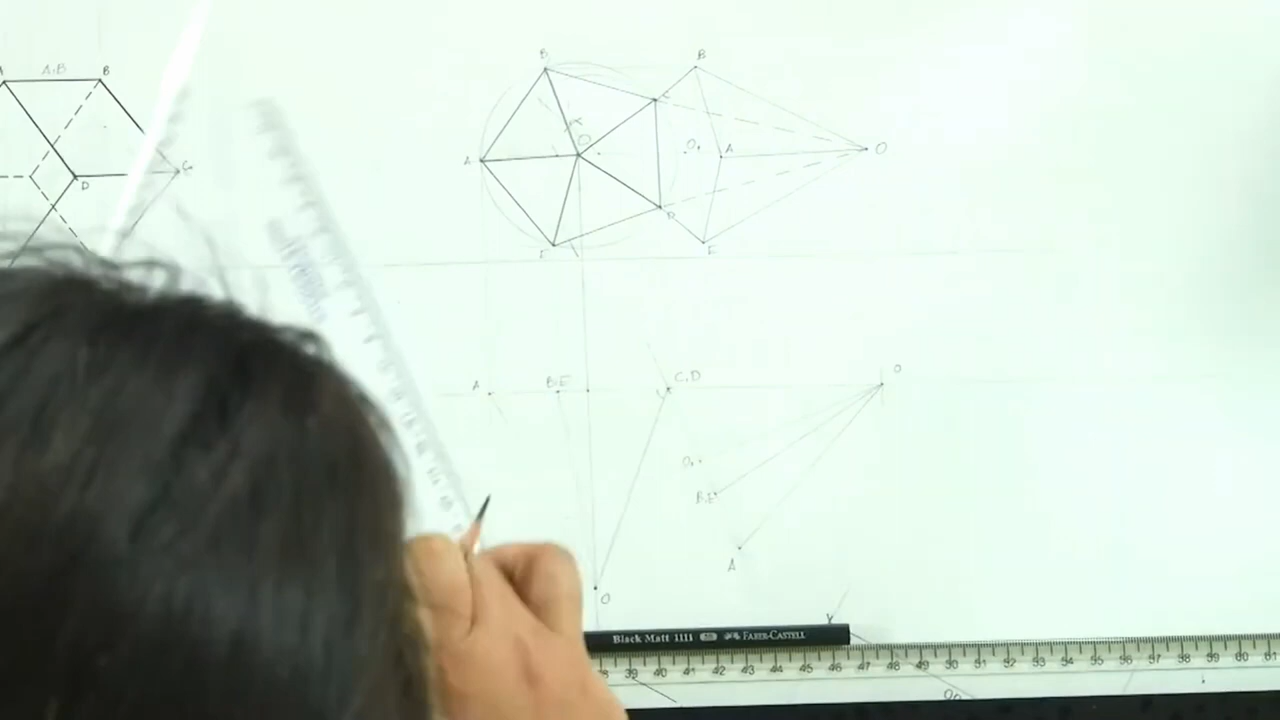 A,B
B
C
D
B
A
O
C
D
E
B
O1
A
O
E
A
B,E
C,D
O
O1
B,E
A
O
Y
Black Matt 1111 FABER-CASTELL
39 40 41 42 43 44 45 46 47 48 49 50 51 52 53 54 55 56 57 58 59 60 61